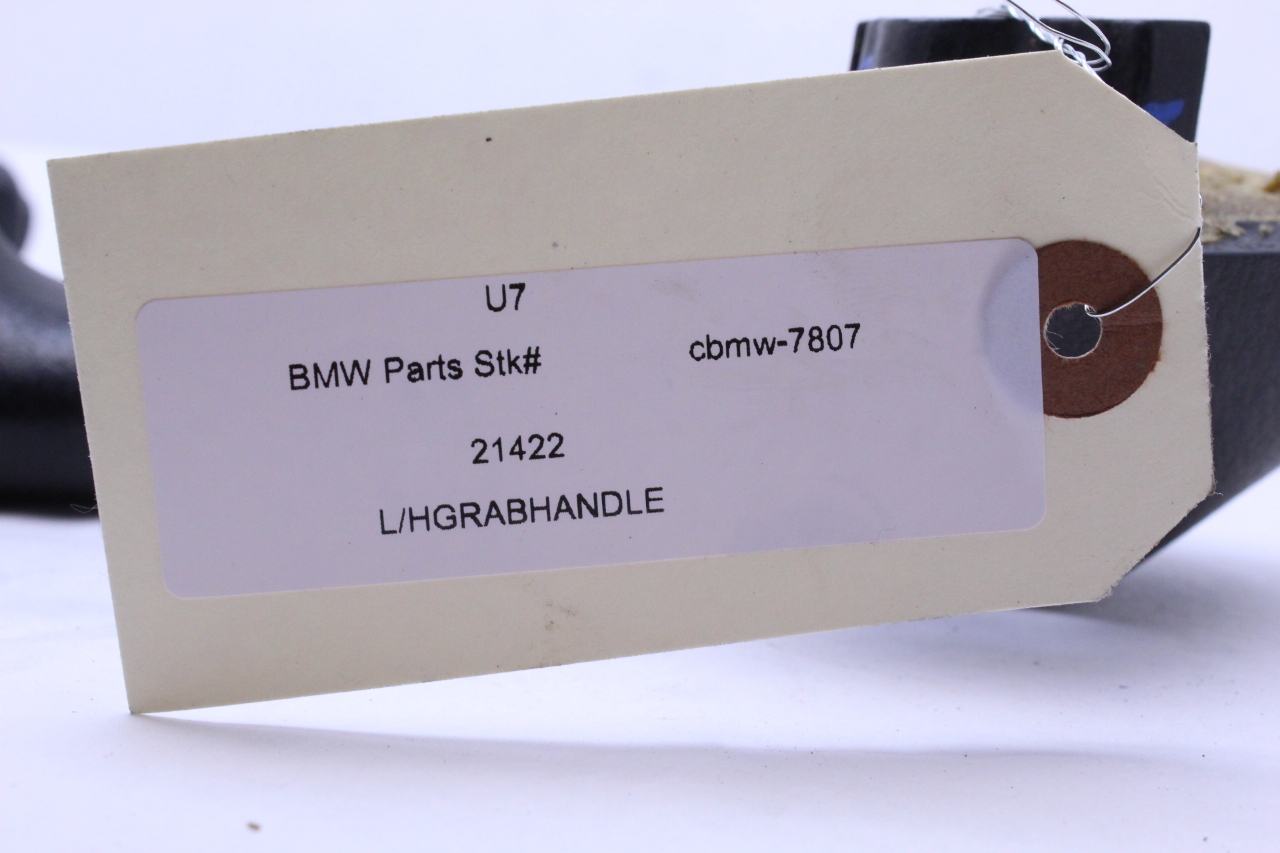 U7
BMW Parts Stk# cbmw-7807
21422
L/HGRABHANDLE